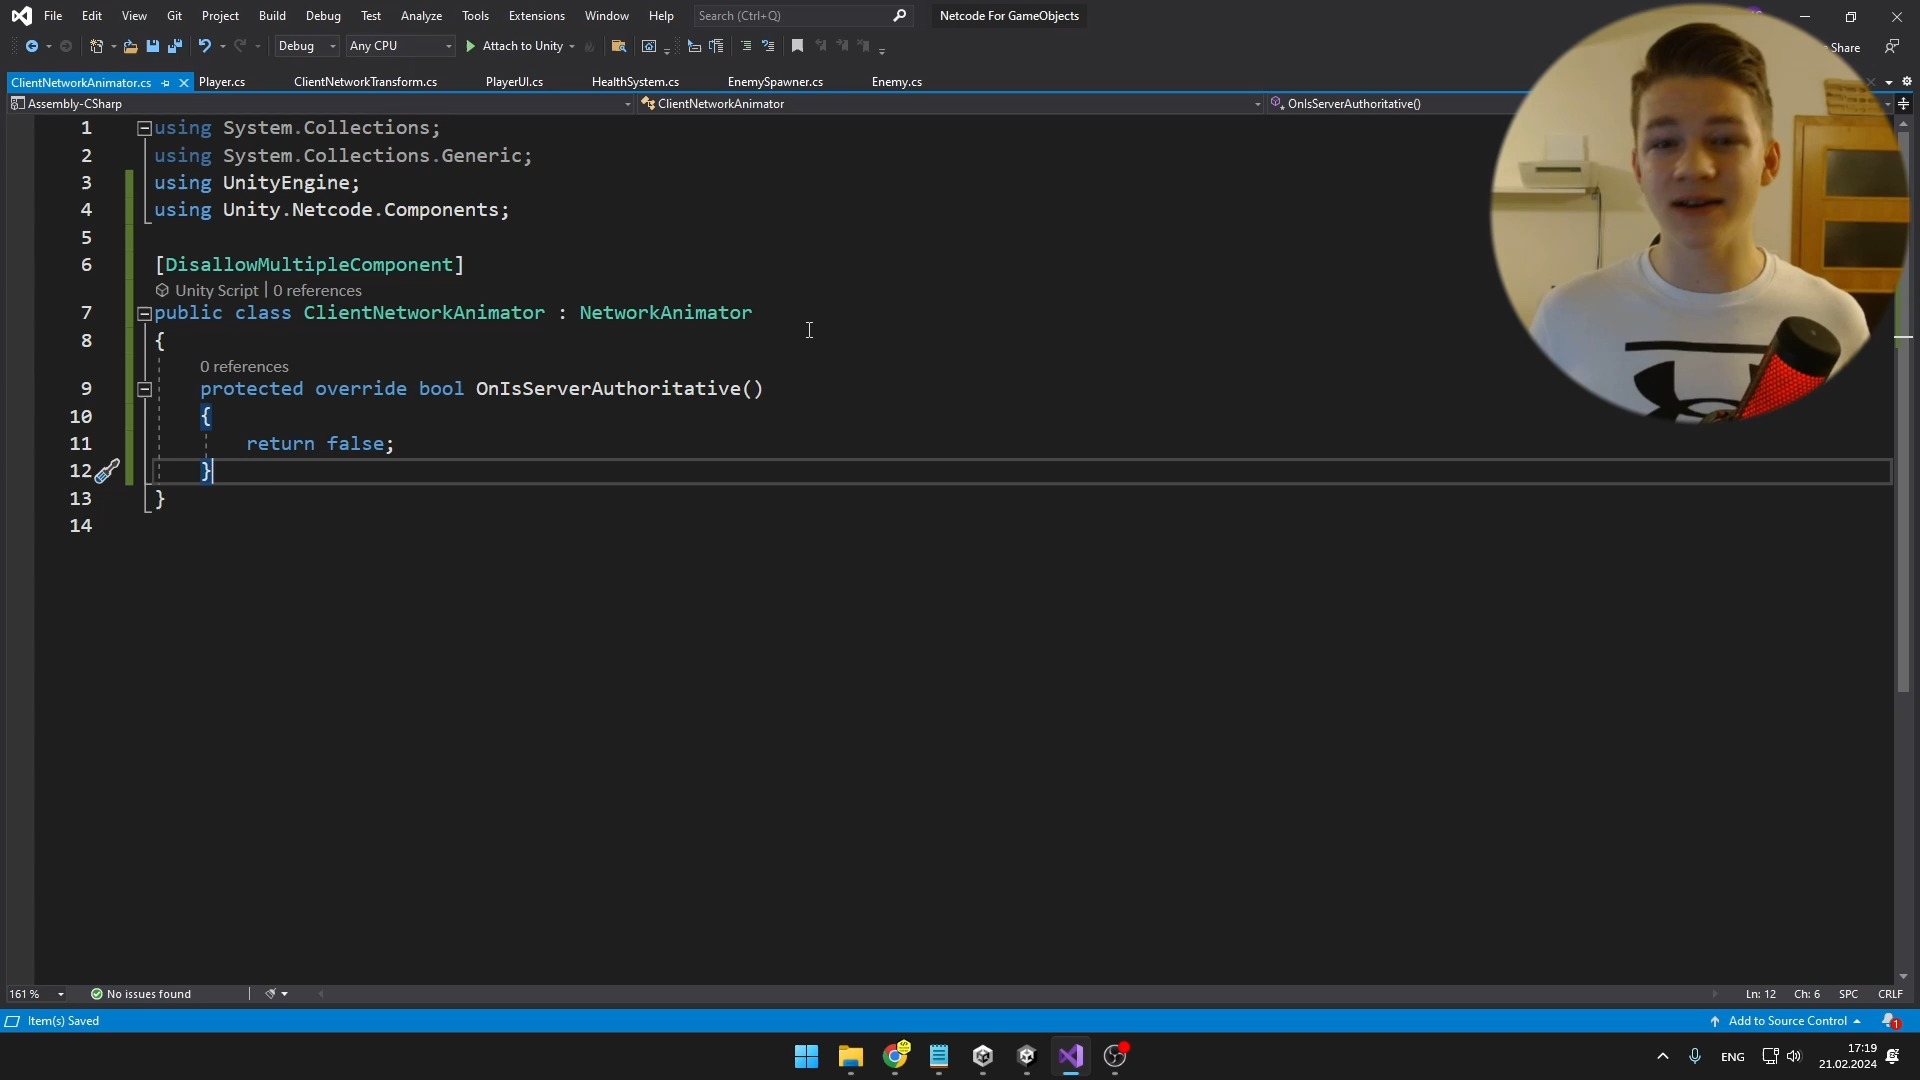 File Edit View Git Project Build Debug Test Analyze Tools Extensions Window Help Search (Ctrl+Q) Netcode For GameObjects
Debug Any CPU Attach to Unity Share
ClientNetworkAnimator.cs Player.cs ClientNetworkTransform.cs PlayerUI.cs HealthSystem.cs EnemySpawner.cs Enemy.cs
Assembly-CSharp ClientNetworkAnimator OnIsServerAuthoritative()
1 using System.Collections;
2 using System.Collections.Generic;
3 using UnityEngine;
4 using Unity.Netcode.Components;
5
6 [DisallowMultipleComponent]
Unity Script | 0 references
7 public class ClientNetworkAnimator : NetworkAnimator
8 {
0 references
9 protected override bool OnIsServerAuthoritative()
10 {
11 return false;
12 }
13 }
14
161 % No issues found Ln: 12 Ch: 6 SPC CRLF
Item(s) Saved Add to Source Control 1
ENG 17:19
21.02.2024